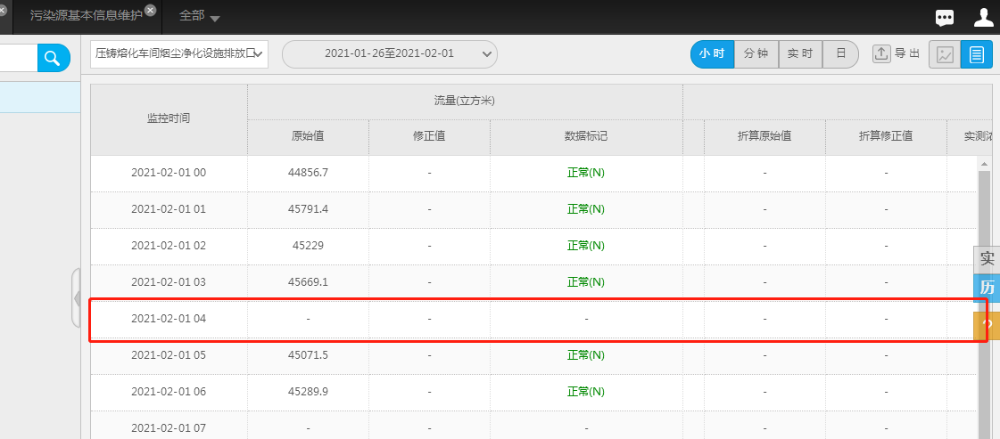 污染源基本信息维护 全部
压铸熔化车间烟尘净化设施排放口 2021-01-26至2021-02-01 小时 分钟 实时 日 导出
监控时间 流量(立方米)
原始值 修正值 数据标记 折算原始值 折算修正值 实测浓
2021-02-01 00 44856.7 - 正常(N) - -
2021-02-01 01 45791.4 - 正常(N) - -
2021-02-01 02 45229 - 正常(N) - -
2021-02-01 03 45669.1 - 正常(N) - -
2021-02-01 04 - - - - -
2021-02-01 05 45071.5 - 正常(N) - -
2021-02-01 06 45289.9 - 正常(N) - -
2021-02-01 07 - - - - -
实
历
?